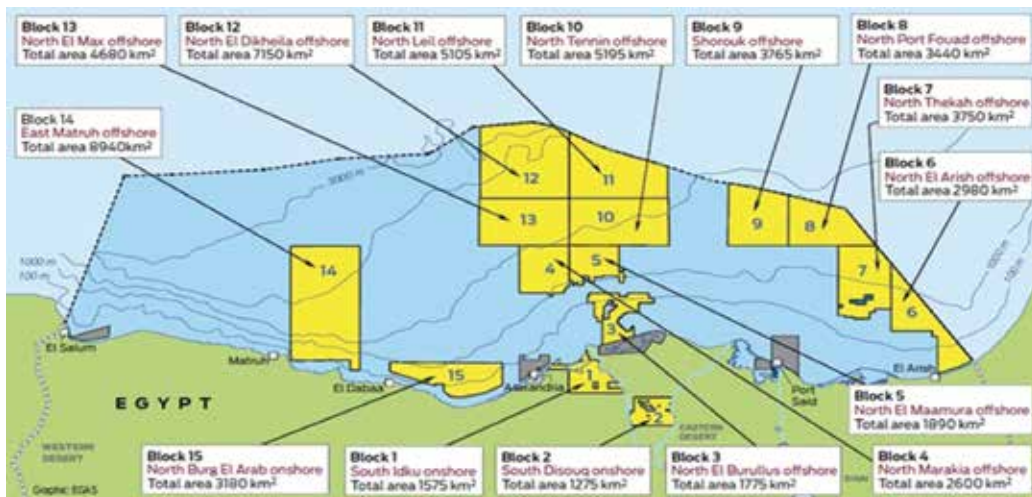 Block 13
North El Max offshore
Total area 4680 km²
Block 12
North El Dikheila offshore
Total area 7150 km²
Block 11
North Leil offshore
Total area 5105 km²
Block 10
North Tennin offshore
Total area 5195 km²
Block 9
Shorouk offshore
Total area 3765 km²
Block 8
North Port Fouad offshore
Total area 3440 km²
Block 7
North Thekah offshore
Total area 3750 km²
Block 14
East Matruh offshore
Total area 8940km²
Block 6
North El Arish offshore
Total area 2980 km²
3000 m
12
11
13
10
9
8
14
4
5
7
1000 m
100 m
1000 m
100 m
6
3
El Salum
Matruh
El Dabaa
15
Alexandria
1
2
Port
Said
El Arish
EGYPT
WESTERN
DESERT
EASTERN
DESERT
SINAI
Block 5
North El Maamura offshore
Total area 1890 km²
Block 15
North Burg El Arab onshore
Total area 3180 km²
Block 1
South Idku onshore
Total area 1575 km²
Block 2
South Disouq onshore
Total area 1275 km²
Block 3
North El Burullus offshore
Total area 1775 km²
Block 4
North Marakia offshore
Total area 2600 km²
Graphic: EGAS